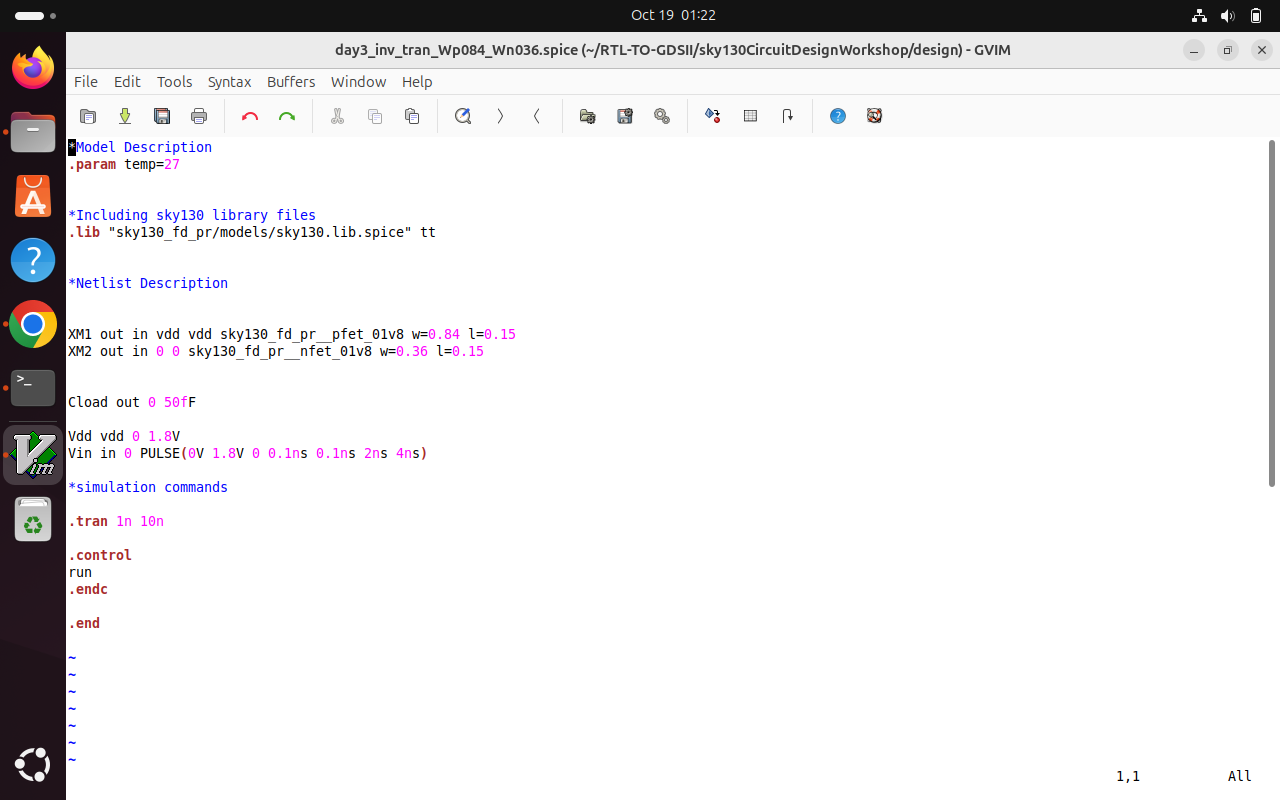 Oct 19 01:22
day3_inv_tran_Wp084_Wn036.spice (~/RTL-TO-GDSII/sky130CircuitDesignWorkshop/design) - GVIM
File Edit Tools Syntax Buffers Window Help
*Model Description
.param temp=27
*Including sky130 library files
.lib "sky130_fd_pr/models/sky130.lib.spice" tt
*Netlist Description
XM1 out in vdd vdd sky130_fd_pr__pfet_01v8 w=0.84 l=0.15
XM2 out in 0 0 sky130_fd_pr__nfet_01v8 w=0.36 l=0.15
Cload out 0 50fF
Vdd vdd 0 1.8V
Vin in 0 PULSE(0V 1.8V 0 0.1ns 0.1ns 2ns 4ns)
*simulation commands
.tran 1n 10n
.control
run
.endc
.end
~
~
~
~
~
~
~
1,1 All